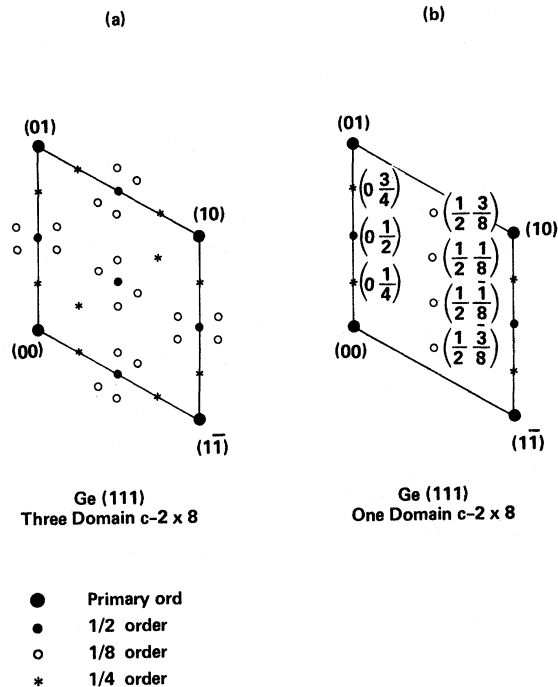 (a)
(01)
(10)
(00)
(11̅)
Ge (111)
Three Domain c-2 x 8
(b)
(01)
(0 3/4)
(1/2 3/8)
(10)
(0 1/2)
(1/2 1/8)
(0 1/4)
(1/2 1̅/8)
(00)
(1/2 3̅/8)
(11̅)
Ge (111)
One Domain c-2 x 8
Primary ord
1/2 order
1/8 order
1/4 order